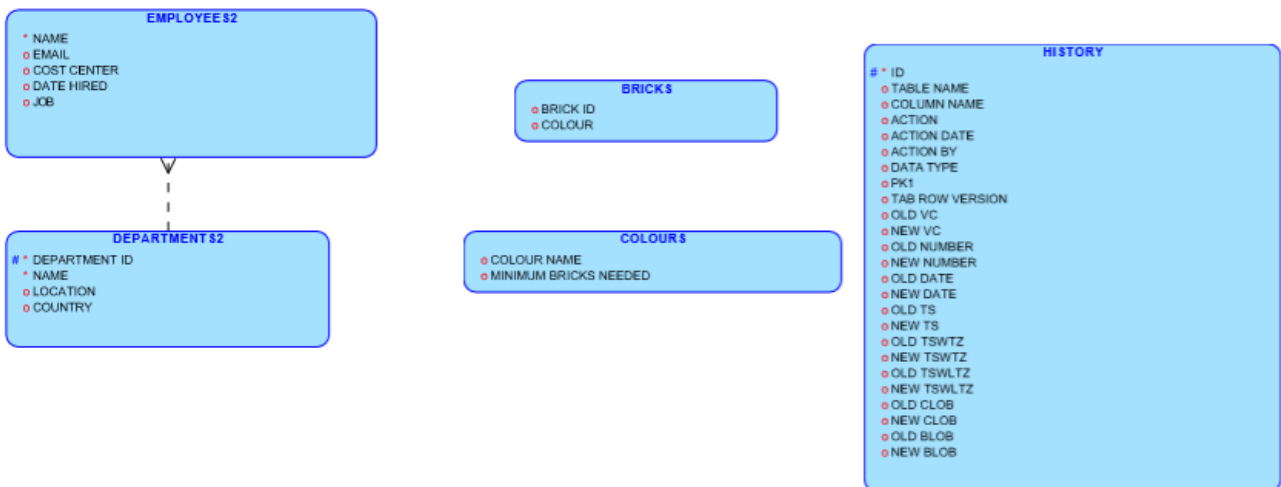 EMPLOYEES2
* NAME
o EMAIL
o COST CENTER
o DATE HIRED
o JOB
DEPARTMENTS2
# * DEPARTMENT ID
* NAME
o LOCATION
o COUNTRY
BRICKS
o BRICK ID
o COLOUR
COLOURS
o COLOUR NAME
o MINIMUM BRICKS NEEDED
HISTORY
# * ID
o TABLE NAME
o COLUMN NAME
o ACTION
o ACTION DATE
o ACTION BY
o DATA TYPE
o PK1
o TAB ROW VERSION
o OLD VC
o NEW VC
o OLD NUMBER
o NEW NUMBER
o OLD DATE
o NEW DATE
o OLD TS
o NEW TS
o OLD TSWTZ
o NEW TSWTZ
o OLD TSWLTZ
o NEW TSWLTZ
o OLD CLOB
o NEW CLOB
o OLD BLOB
o NEW BLOB